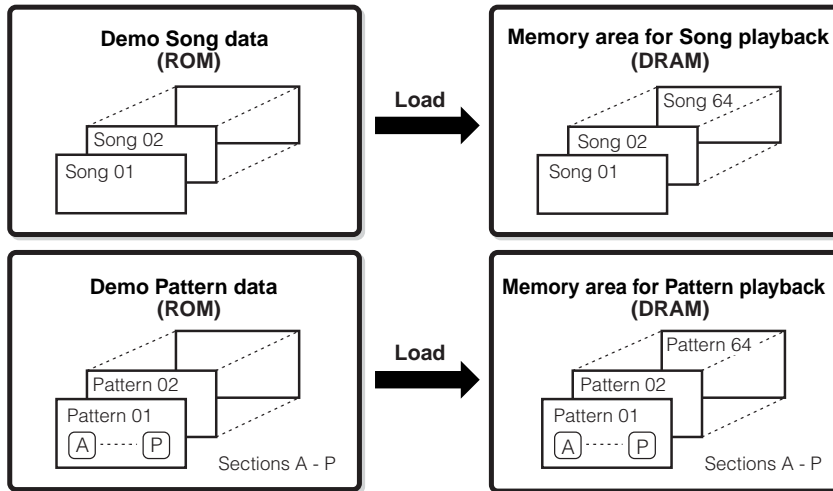 Demo Song data
(ROM)
Song 02
Song 01
Load
Memory area for Song playback
(DRAM)
Song 64
Song 02
Song 01
Demo Pattern data
(ROM)
Pattern 02
Pattern 01
A P
Sections A - P
Load
Memory area for Pattern playback
(DRAM)
Pattern 64
Pattern 02
Pattern 01
A P
Sections A - P